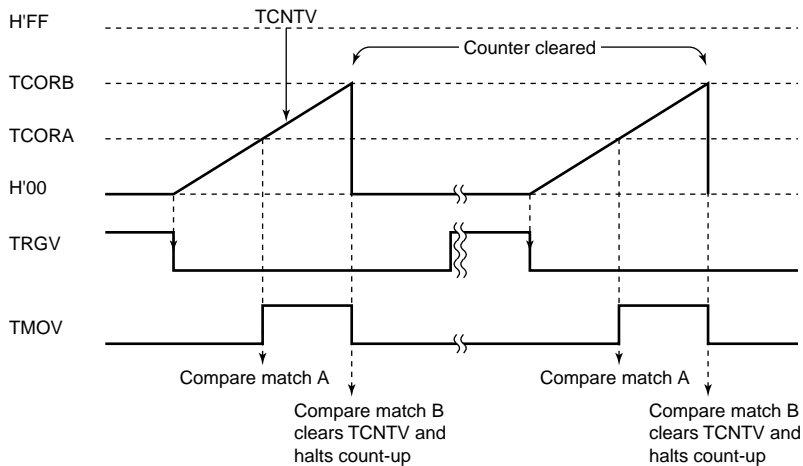 H'FF
TCNTV
Counter cleared
TCORB
TCORA
H'00
TRGV
TMOV
Compare match A
Compare match A
Compare match B
clears TCNTV and
halts count-up
Compare match B
clears TCNTV and
halts count-up